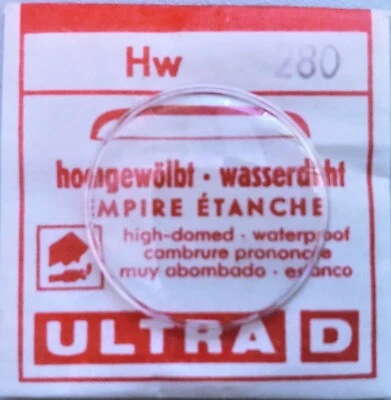 Hw 280
hochgewölbt · wasserdicht
EMPIRE ÉTANCHE
high-domed · waterproof
cambrure prononcée
muy abombado · estanco
ULTRA D